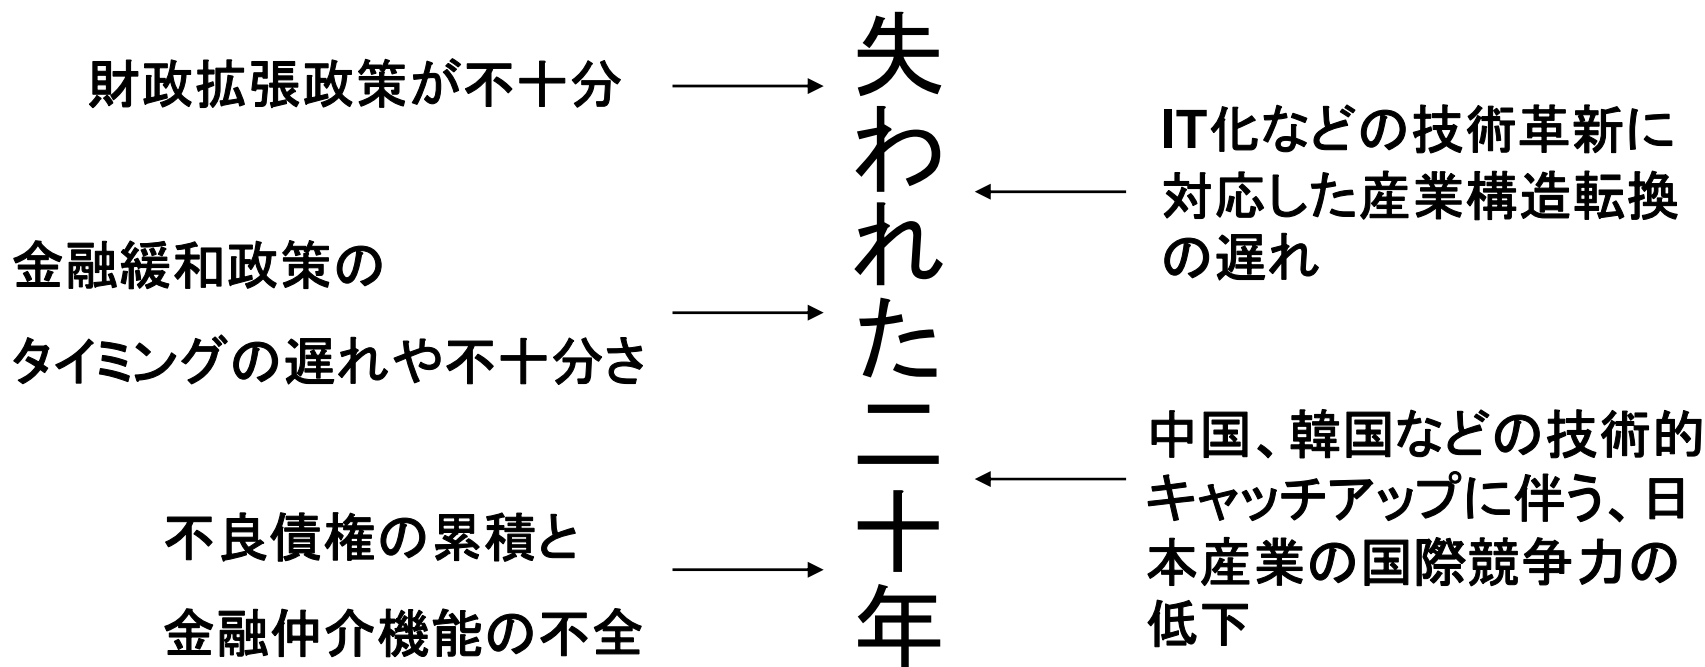 財政拡張政策が不十分
金融緩和政策の
タイミングの遅れや不十分さ
不良債権の累積と
金融仲介機能の不全
失われた二十年
IT化などの技術革新に
対応した産業構造転換
の遅れ
中国、韓国などの技術的
キャッチアップに伴う、日
本産業の国際競争力の
低下